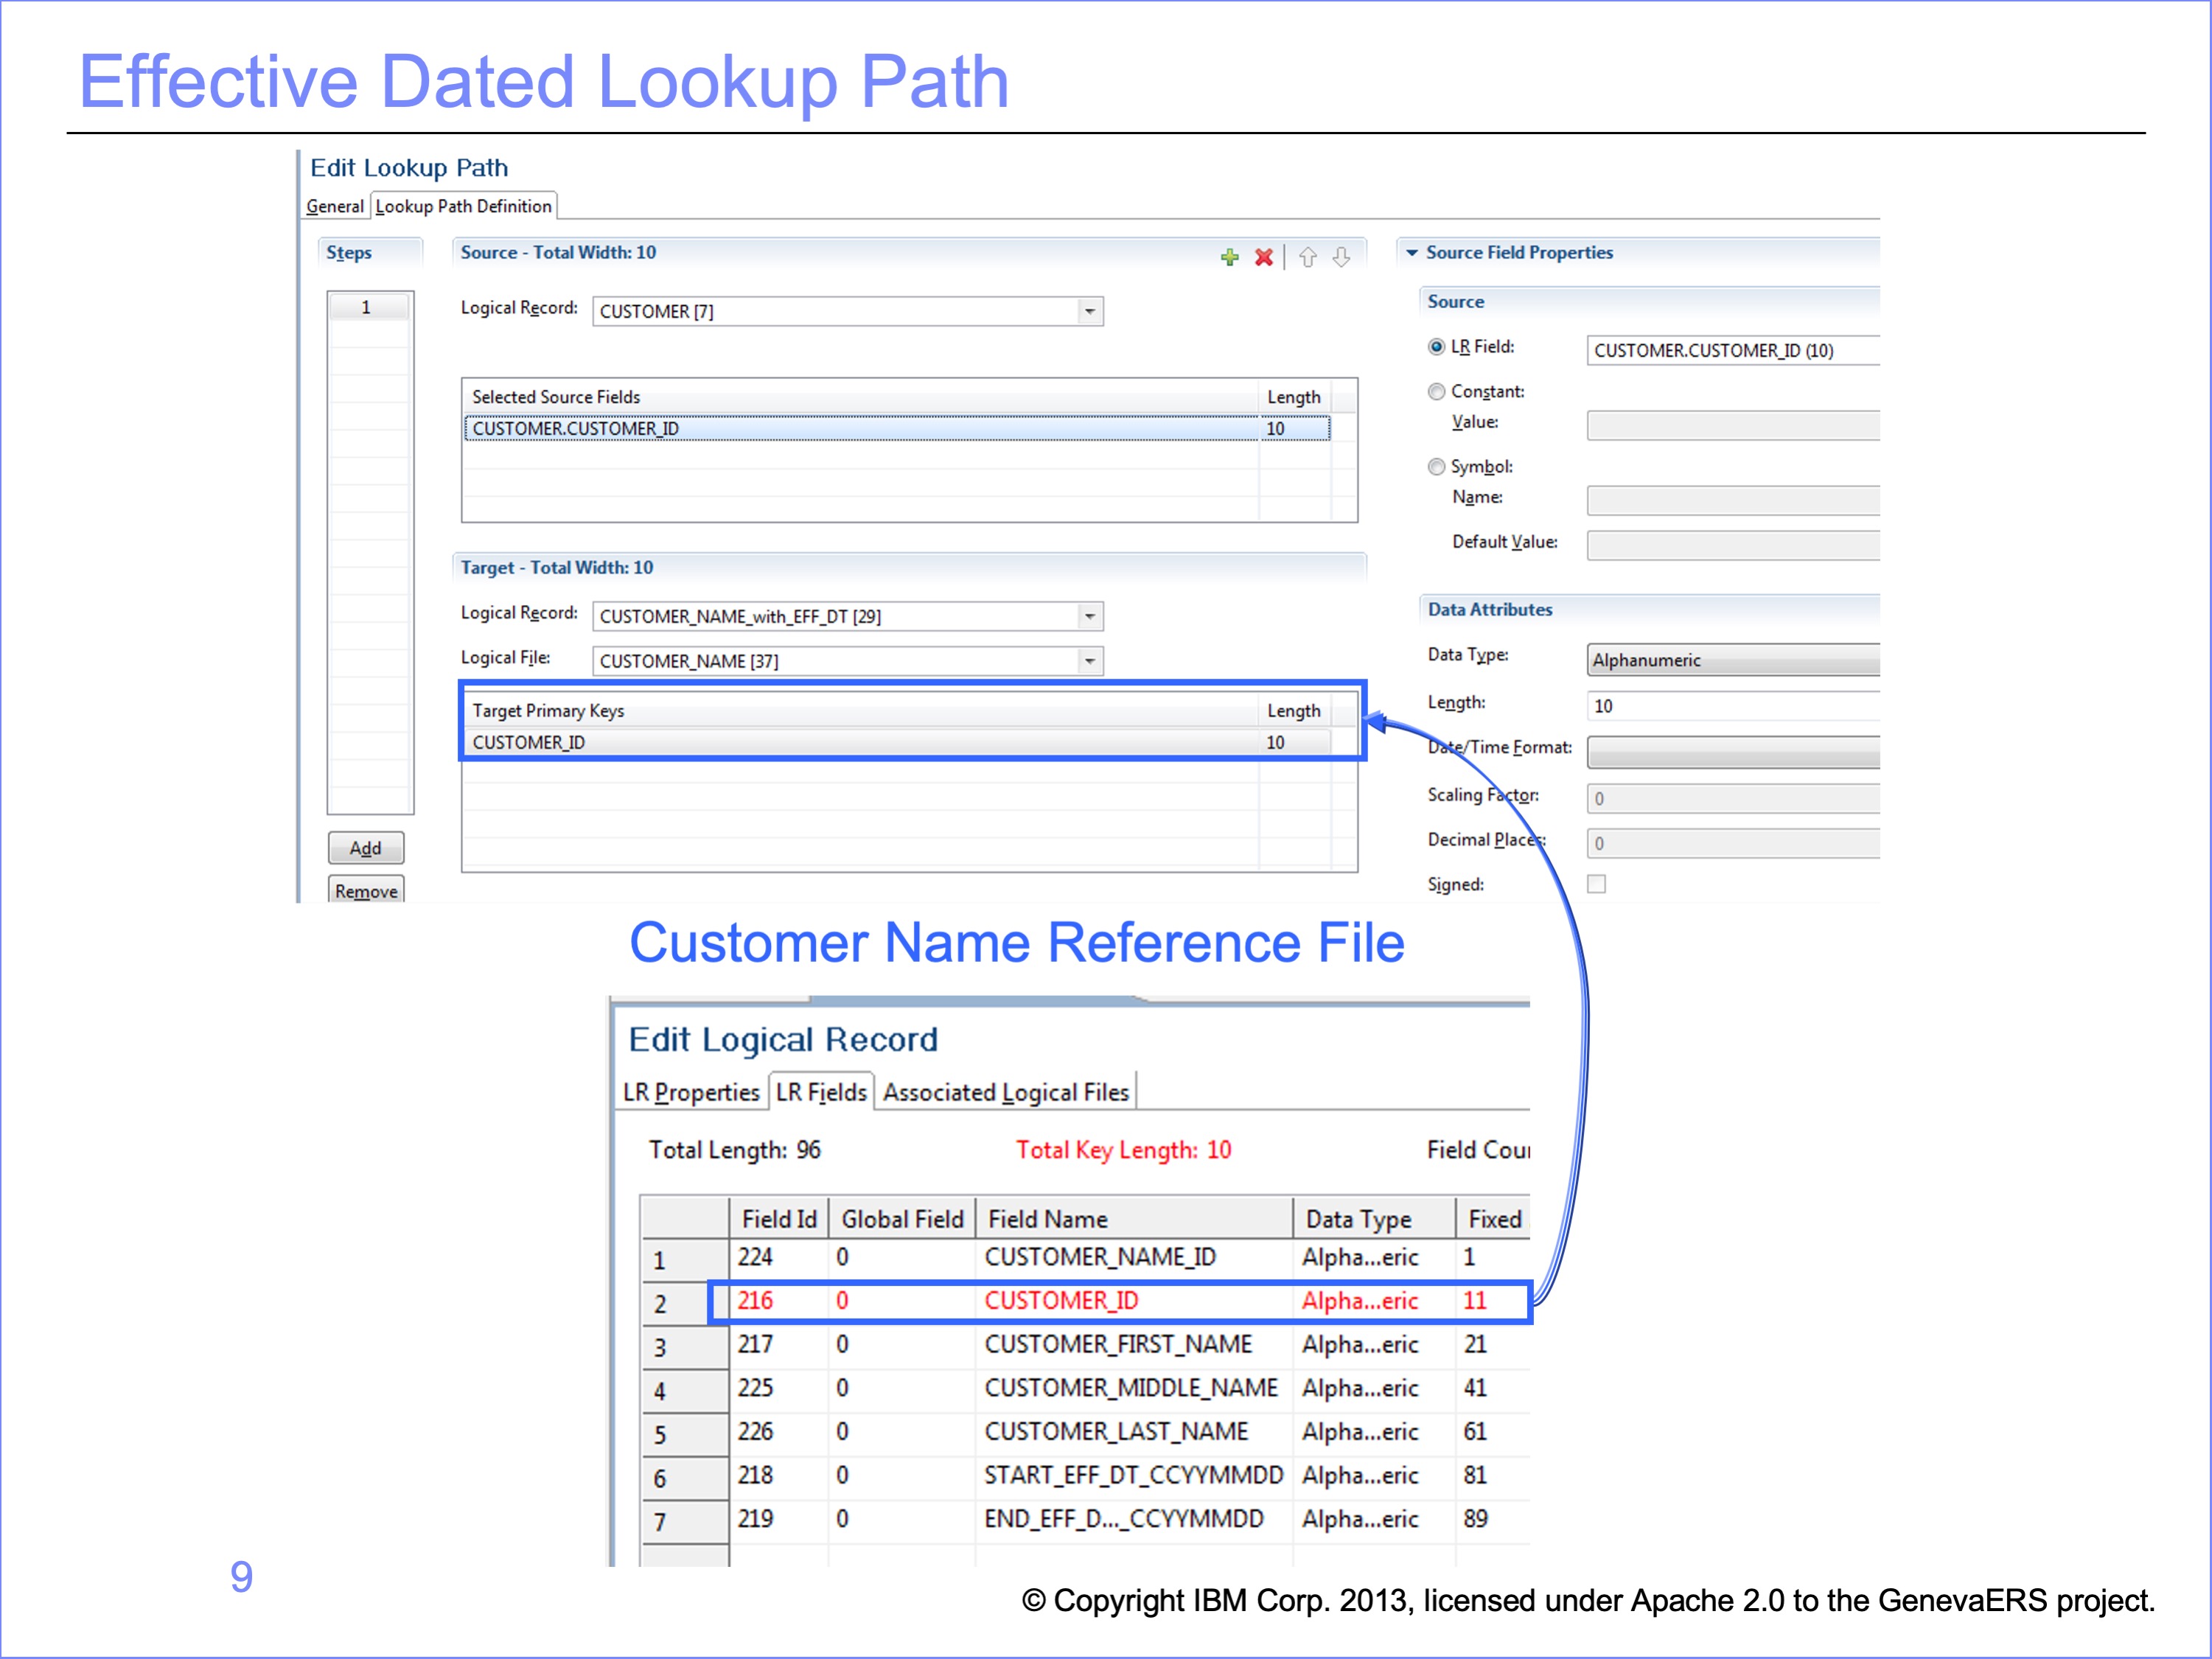 Effective Dated Lookup Path
Edit Lookup Path
General Lookup Path Definition
Steps
1
Add
Remove
Source - Total Width: 10
Logical Record: CUSTOMER [7]
Selected Source Fields Length
CUSTOMER.CUSTOMER_ID 10
Target - Total Width: 10
Logical Record: CUSTOMER_NAME_with_EFF_DT [29]
Logical File: CUSTOMER_NAME [37]
Target Primary Keys Length
CUSTOMER_ID 10
Source Field Properties
Source
LR Field: CUSTOMER.CUSTOMER_ID (10)
Constant:
Value:
Symbol:
Name:
Default Value:
Data Attributes
Data Type: Alphanumeric
Length: 10
Date/Time Format:
Scaling Factor: 0
Decimal Places: 0
Signed:
Customer Name Reference File
Edit Logical Record
LR Properties LR Fields Associated Logical Files
Total Length: 96 Total Key Length: 10 Field Coun
Field Id Global Field Field Name Data Type Fixed
1 224 0 CUSTOMER_NAME_ID Alpha...eric 1
2 216 0 CUSTOMER_ID Alpha...eric 11
3 217 0 CUSTOMER_FIRST_NAME Alpha...eric 21
4 225 0 CUSTOMER_MIDDLE_NAME Alpha...eric 41
5 226 0 CUSTOMER_LAST_NAME Alpha...eric 61
6 218 0 START_EFF_DT_CCYYMMDD Alpha...eric 81
7 219 0 END_EFF_D..._CCYYMMDD Alpha...eric 89
9
© Copyright IBM Corp. 2013, licensed under Apache 2.0 to the GenevaERS project.